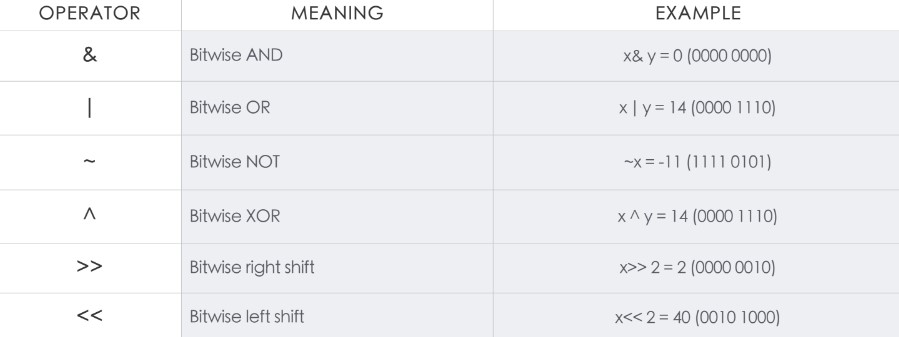 OPERATOR MEANING EXAMPLE
& Bitwise AND x& y = 0 (0000 0000)
| Bitwise OR x | y = 14 (0000 1110)
~ Bitwise NOT ~x = -11 (1111 0101)
^ Bitwise XOR x ^ y = 14 (0000 1110)
>> Bitwise right shift x>> 2 = 2 (0000 0010)
<< Bitwise left shift x<< 2 = 40 (0010 1000)